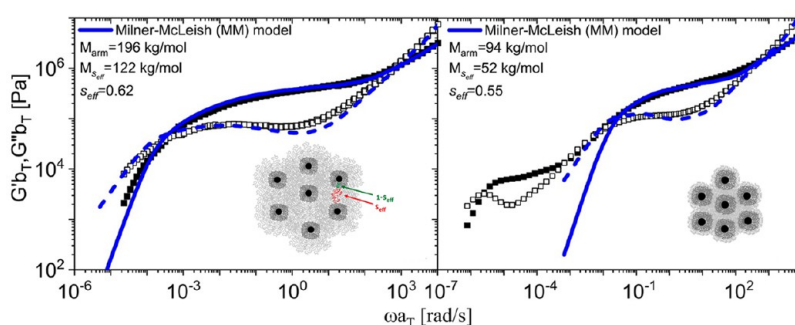 G'b_T, G''b_T [Pa]
10^6
10^4
10^2
Milner-McLeish (MM) model
M_arm=196 kg/mol
M_s_eff=122 kg/mol
s_eff=0.62
1-s_eff
s_eff
10^-6
10^-3
10^0
10^3
Milner-McLeish (MM) model
M_arm=94 kg/mol
M_s_eff=52 kg/mol
s_eff=0.55
10^-7
10^-4
10^-1
10^2
ωa_T [rad/s]